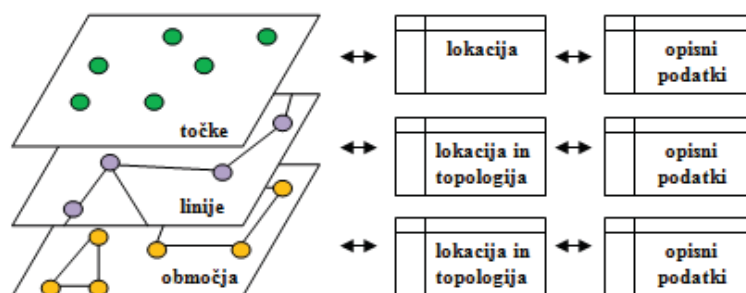 točke
lokacija
opisni
podatki
linije
lokacija in
topologija
opisni
podatki
območja
lokacija in
topologija
opisni
podatki